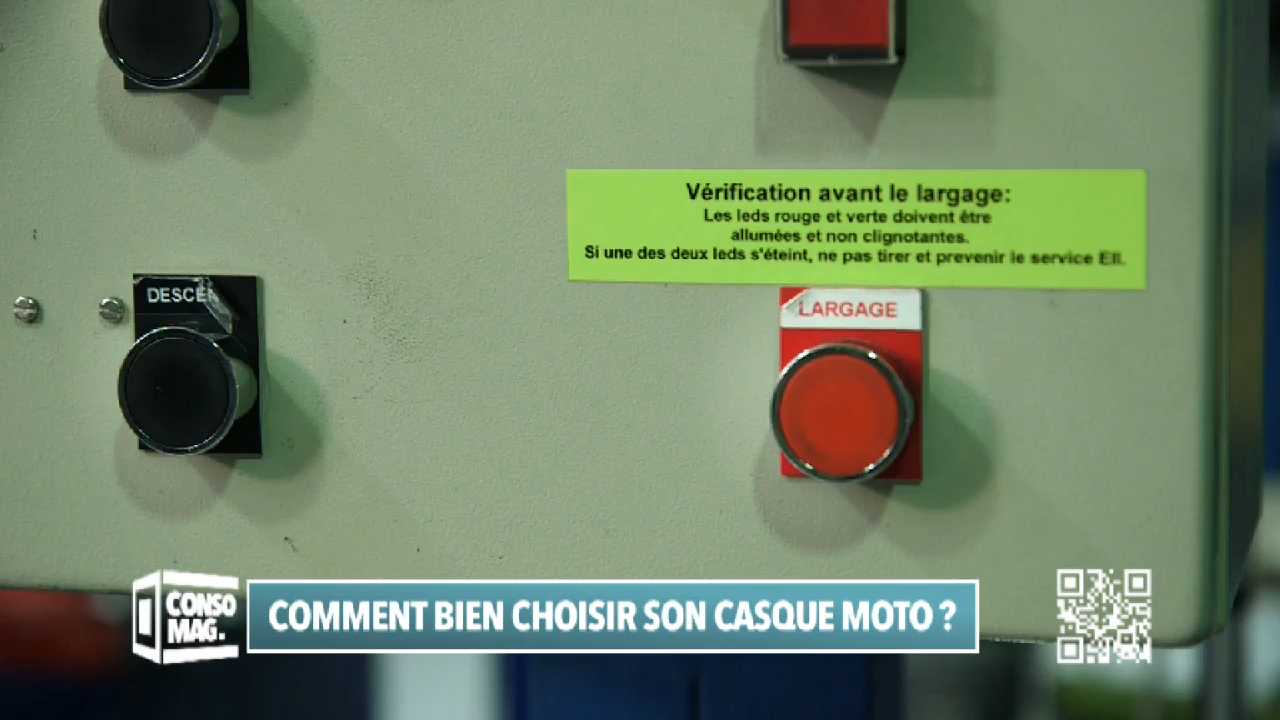 Vérification avant le largage:
Les leds rouge et verte doivent être
allumées et non clignotantes.
Si une des deux leds s'éteint, ne pas tirer et prevenir le service EII.
DESCE
LARGAGE
CONSO
MAG.
COMMENT BIEN CHOISIR SON CASQUE MOTO ?